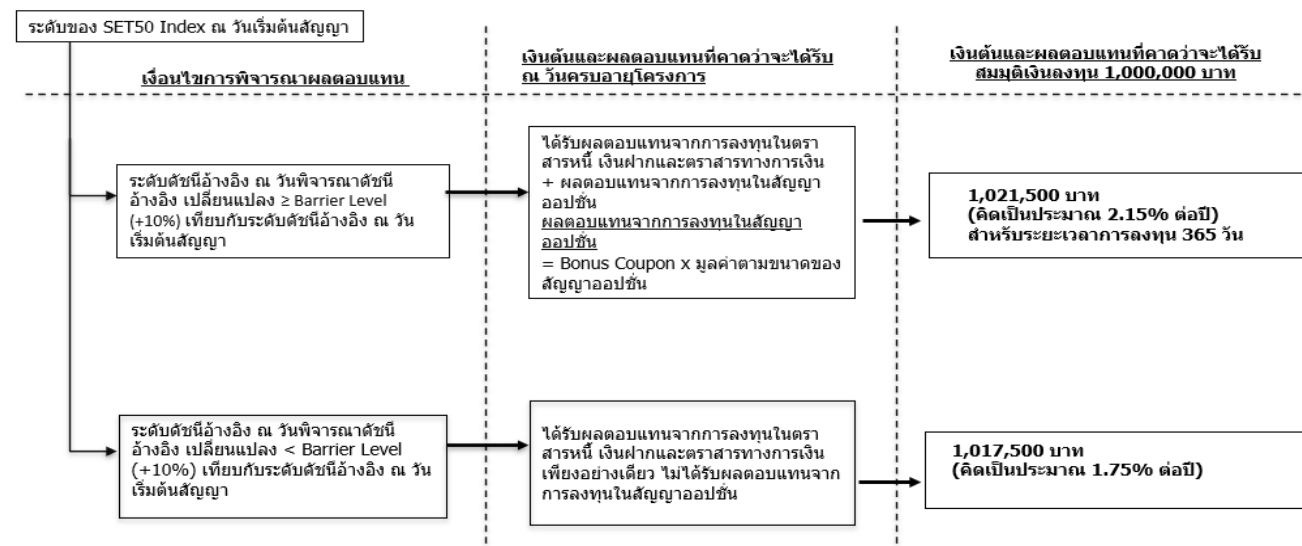 ระดับของ SET50 Index ณ วันเริ่มต้นสัญญา
เงื่อนไขการพิจารณาผลตอบแทน
เงินต้นและผลตอบแทนที่คาดว่าจะได้รับ
ณ วันครบอายุโครงการ
เงินต้นและผลตอบแทนที่คาดว่าจะได้รับ
สมมุติเงินลงทุน 1,000,000 บาท
ระดับดัชนีอ้างอิง ณ วันพิจารณาดัชนี
อ้างอิง เปลี่ยนแปลง ≥ Barrier Level
(+10%) เทียบกับระดับดัชนีอ้างอิง ณ วัน
เริ่มต้นสัญญา
ได้รับผลตอบแทนจากการลงทุนในตรา
สารหนี้ เงินฝากและตราสารทางการเงิน
+ ผลตอบแทนจากการลงทุนในสัญญา
ออปชั่น
ผลตอบแทนจากการลงทุนในสัญญา
ออปชั่น
= Bonus Coupon x มูลค่าตามขนาดของ
สัญญาออปชั่น
1,021,500 บาท
(คิดเป็นประมาณ 2.15% ต่อปี)
สำหรับระยะเวลาการลงทุน 365 วัน
ระดับดัชนีอ้างอิง ณ วันพิจารณาดัชนี
อ้างอิง เปลี่ยนแปลง < Barrier Level
(+10%) เทียบกับระดับดัชนีอ้างอิง ณ วัน
เริ่มต้นสัญญา
ได้รับผลตอบแทนจากการลงทุนในตรา
สารหนี้ เงินฝากและตราสารทางการเงิน
เพียงอย่างเดียว ไม่ได้รับผลตอบแทนจาก
การลงทุนในสัญญาออปชั่น
1,017,500 บาท
(คิดเป็นประมาณ 1.75% ต่อปี)